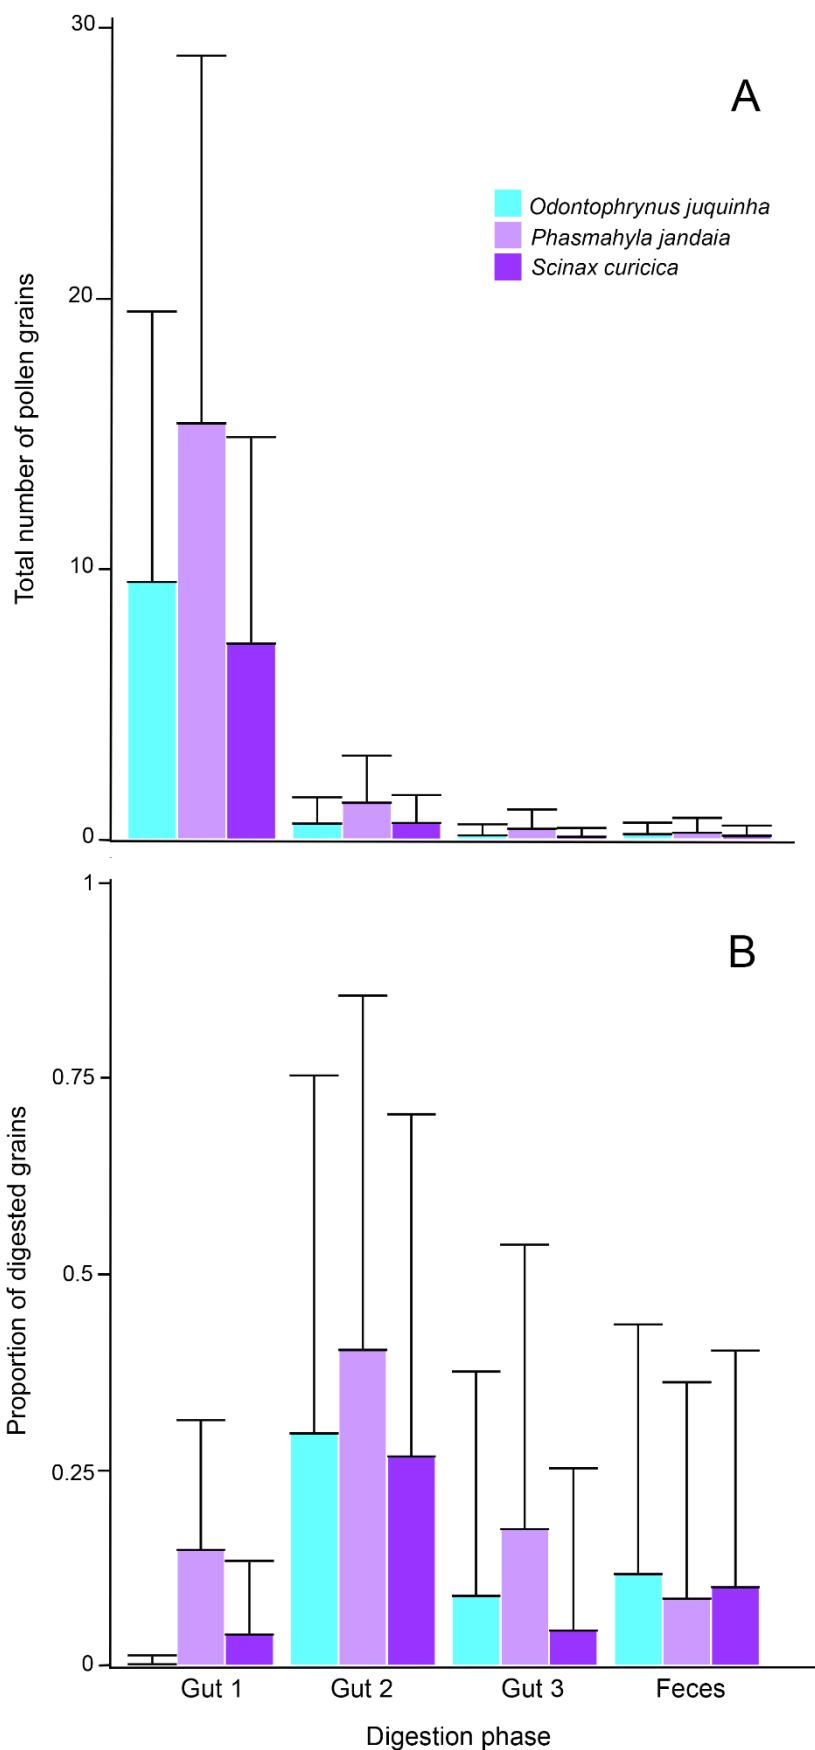 30
A
Odontophrynus juquinha
Phasmahyla jandaia
Scinax curicica
20
Total number of pollen grains
10
0
1
B
0.75
Proportion of digested grains
0.5
0.25
0
Gut 1 Gut 2 Gut 3 Feces
Digestion phase